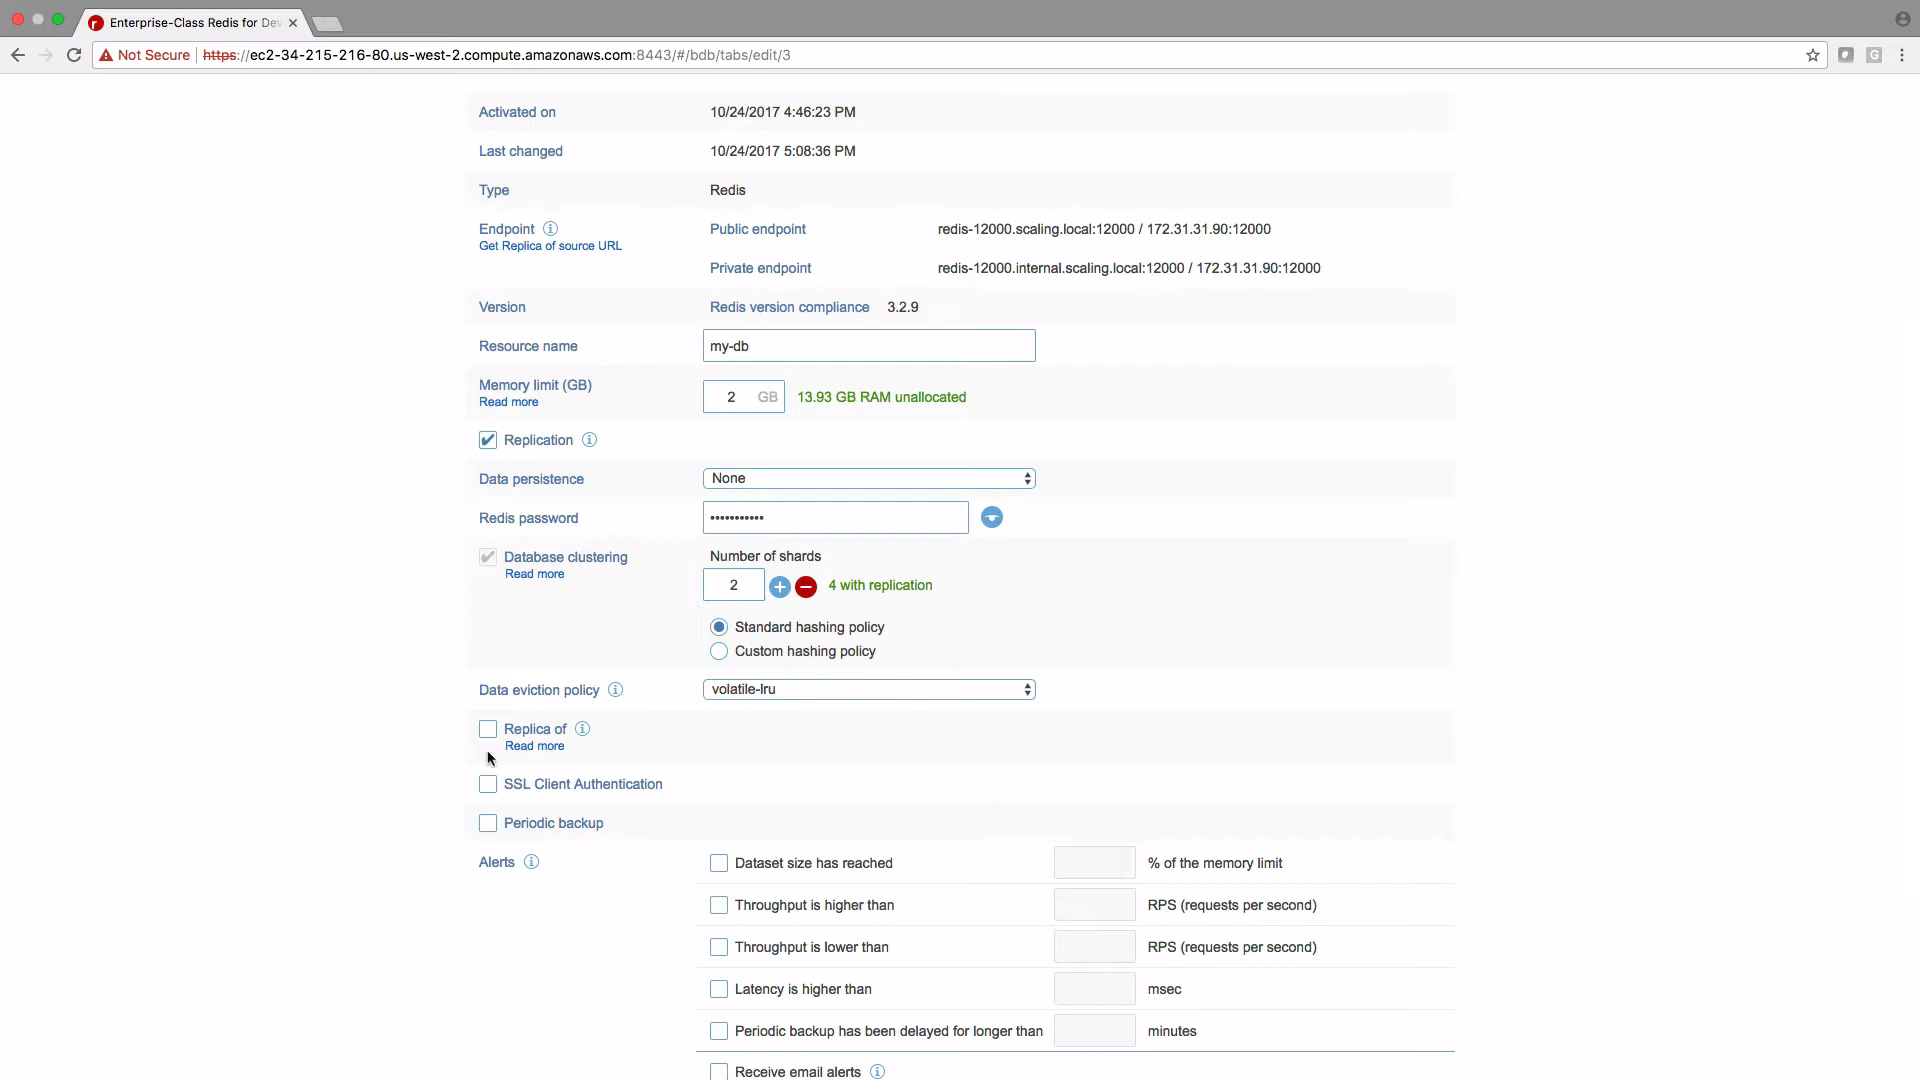 Enterprise-Class Redis for Dev
Not Secure
https://ec2-34-215-216-80.us-west-2.compute.amazonaws.com:8443/#/bdb/tabs/edit/3
G
Activated on 10/24/2017 4:46:23 PM
Last changed 10/24/2017 5:08:36 PM
Type Redis
Endpoint Public endpoint redis-12000.scaling.local:12000 / 172.31.31.90:12000
Get Replica of source URL
Private endpoint redis-12000.internal.scaling.local:12000 / 172.31.31.90:12000
Version Redis version compliance 3.2.9
Resource name my-db
Memory limit (GB) 2 GB 13.93 GB RAM unallocated
Read more
Replication
Data persistence None
Redis password •••••••••••
Database clustering Number of shards
Read more
2 4 with replication
Standard hashing policy
Custom hashing policy
Data eviction policy volatile-lru
Replica of
Read more
SSL Client Authentication
Periodic backup
Alerts Dataset size has reached % of the memory limit
Throughput is higher than RPS (requests per second)
Throughput is lower than RPS (requests per second)
Latency is higher than msec
Periodic backup has been delayed for longer than minutes
Receive email alerts